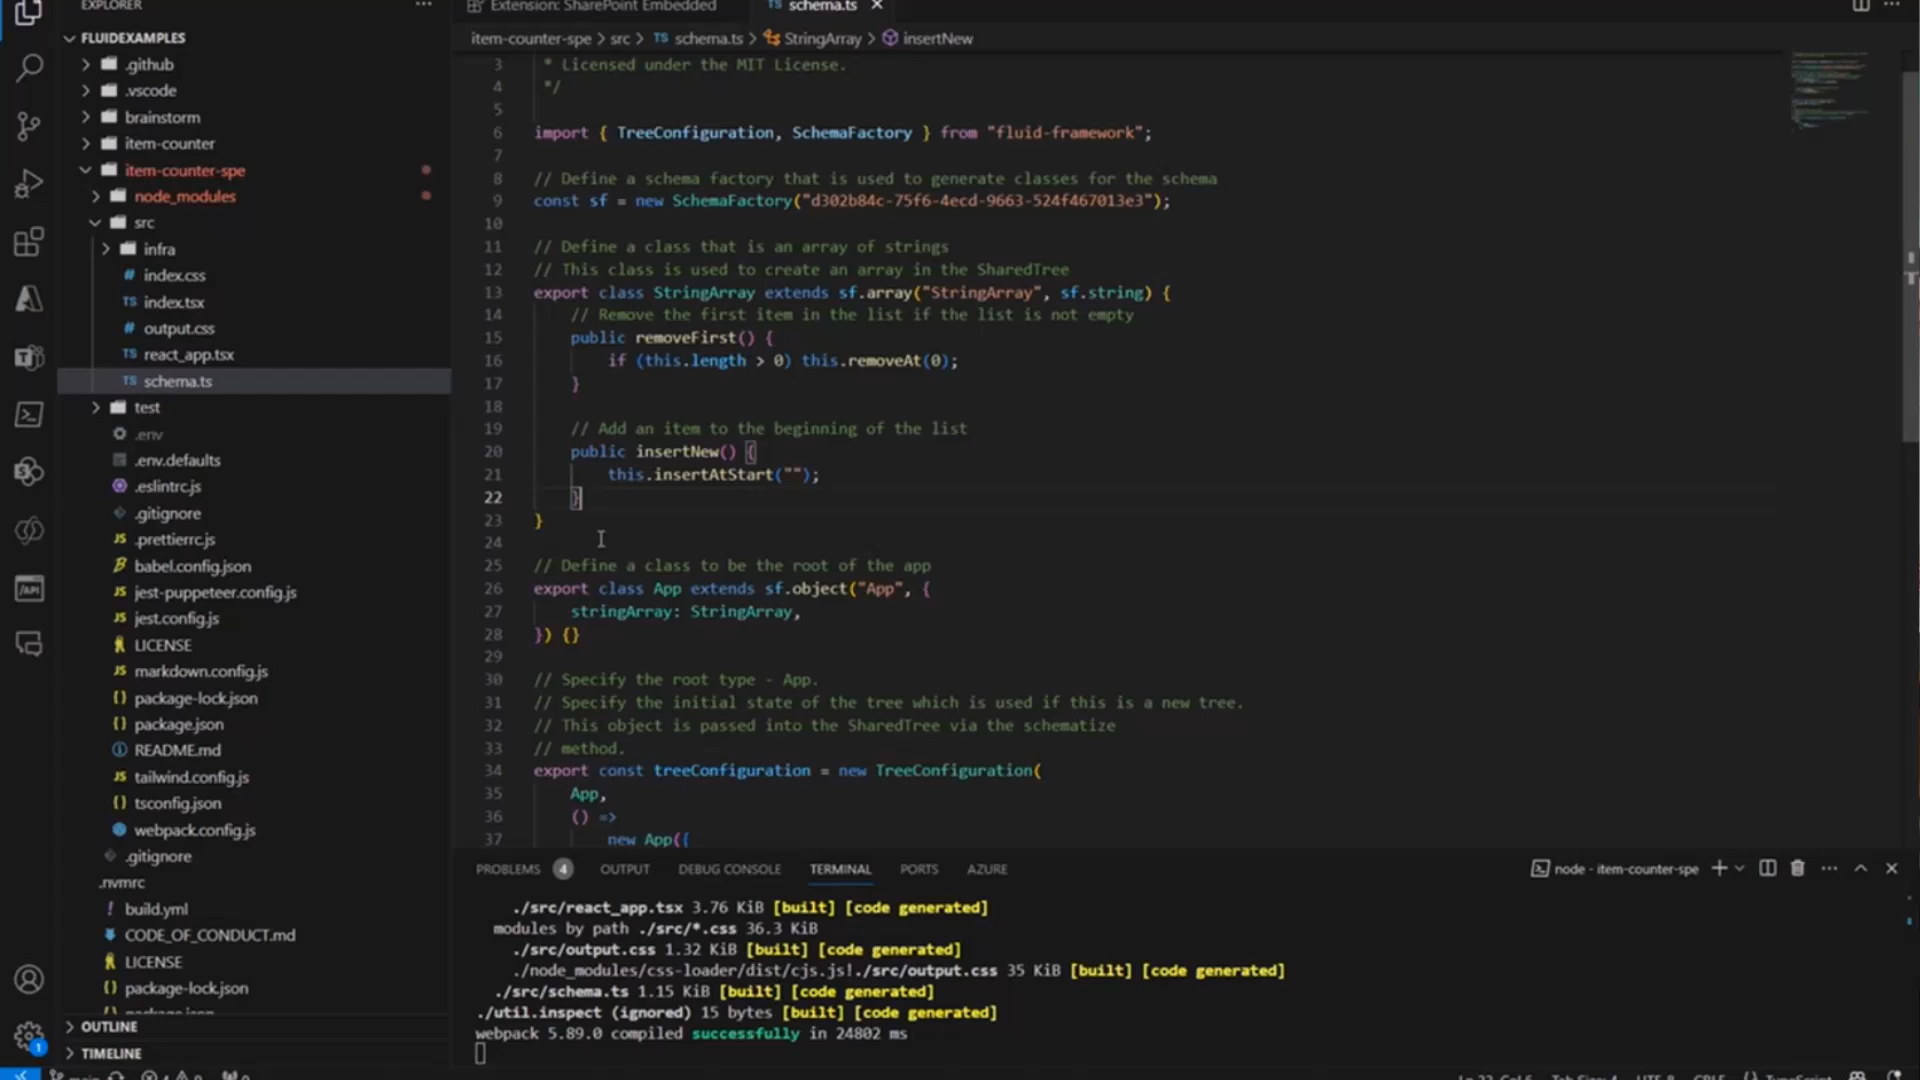 EXPLORER
FLUIDEXAMPLES
.github
.vscode
brainstorm
item-counter
item-counter-spe
node_modules
src
infra
# index.css
TS index.tsx
# output.css
TS react_app.tsx
TS schema.ts
test
.env
.env.defaults
.eslintrc.js
.gitignore
JS .prettierrc.js
babel.config.json
JS jest-puppeteer.config.js
JS jest.config.js
LICENSE
JS markdown.config.js
{} package-lock.json
{} package.json
README.md
JS tailwind.config.js
{} tsconfig.json
webpack.config.js
.gitignore
.nvmrc
! build.yml
CODE_OF_CONDUCT.md
LICENSE
package-lock.json
OUTLINE
TIMELINE
1
Extension: SharePoint Embedded
TS schema.ts
item-counter-spe > src > TS schema.ts > StringArray > insertNew
3 * Licensed under the MIT License.
4 */
5
6 import { TreeConfiguration, SchemaFactory } from "fluid-framework";
7
8 // Define a schema factory that is used to generate classes for the schema
9 const sf = new SchemaFactory("d302b84c-75f6-4ecd-9663-524f467013e3");
10
11 // Define a class that is an array of strings
12 // This class is used to create an array in the SharedTree
13 export class StringArray extends sf.array("StringArray", sf.string) {
14 // Remove the first item in the list if the list is not empty
15 public removeFirst() {
16 if (this.length > 0) this.removeAt(0);
17 }
18
19 // Add an item to the beginning of the list
20 public insertNew() {
21 this.insertAtStart("");
22 }
23 }
24
25 // Define a class to be the root of the app
26 export class App extends sf.object("App", {
27 stringArray: StringArray,
28 }) {}
29
30 // Specify the root type - App.
31 // Specify the initial state of the tree which is used if this is a new tree.
32 // This object is passed into the SharedTree via the schematize
33 // method.
34 export const treeConfiguration = new TreeConfiguration(
35 App,
36 () =>
37 new App({
PROBLEMS 4 OUTPUT DEBUG CONSOLE TERMINAL PORTS AZURE
node - item-counter-spe
./src/react_app.tsx 3.76 KiB [built] [code generated]
modules by path ./src/*.css 36.3 KiB
./src/output.css 1.32 KiB [built] [code generated]
./node_modules/css-loader/dist/cjs.js!./src/output.css 35 KiB [built] [code generated]
./src/schema.ts 1.15 KiB [built] [code generated]
./util.inspect (ignored) 15 bytes [built] [code generated]
webpack 5.89.0 compiled successfully in 24802 ms